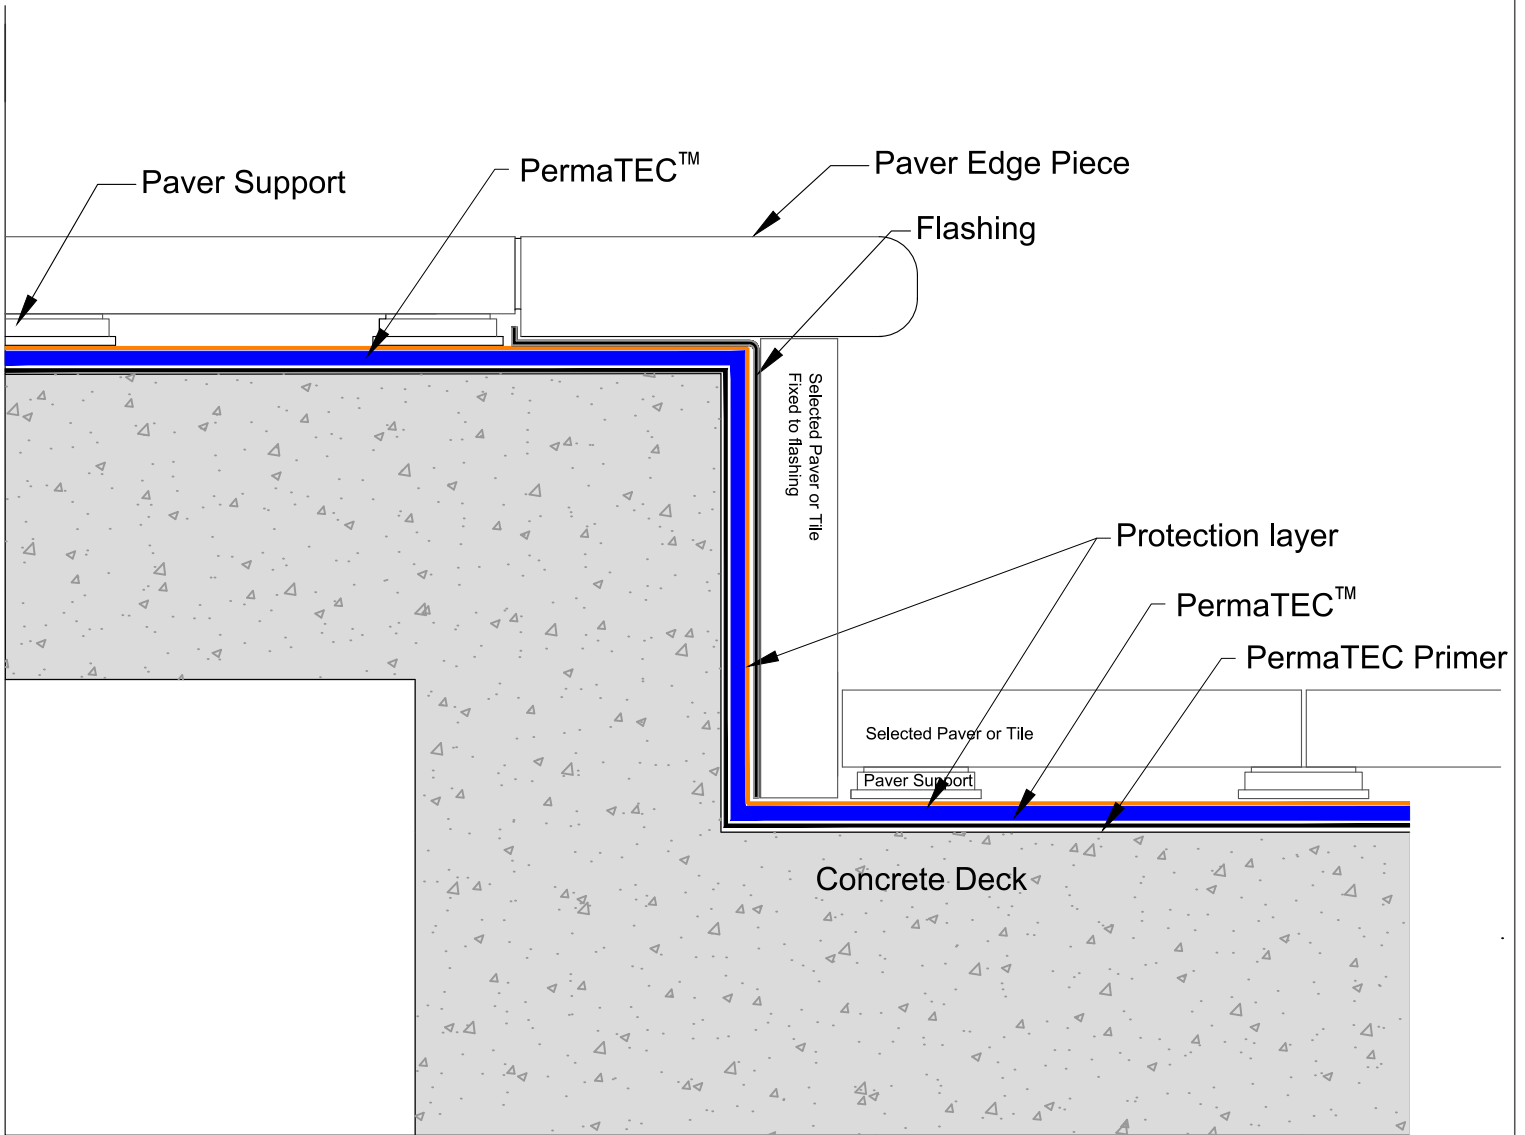 Paver Support
PermaTEC™
Paver Edge Piece
Flashing
Selected Paver or Tile
Fixed to flashing
Protection layer
PermaTEC™
PermaTEC Primer
Selected Paver or Tile
Paver Support
Concrete Deck